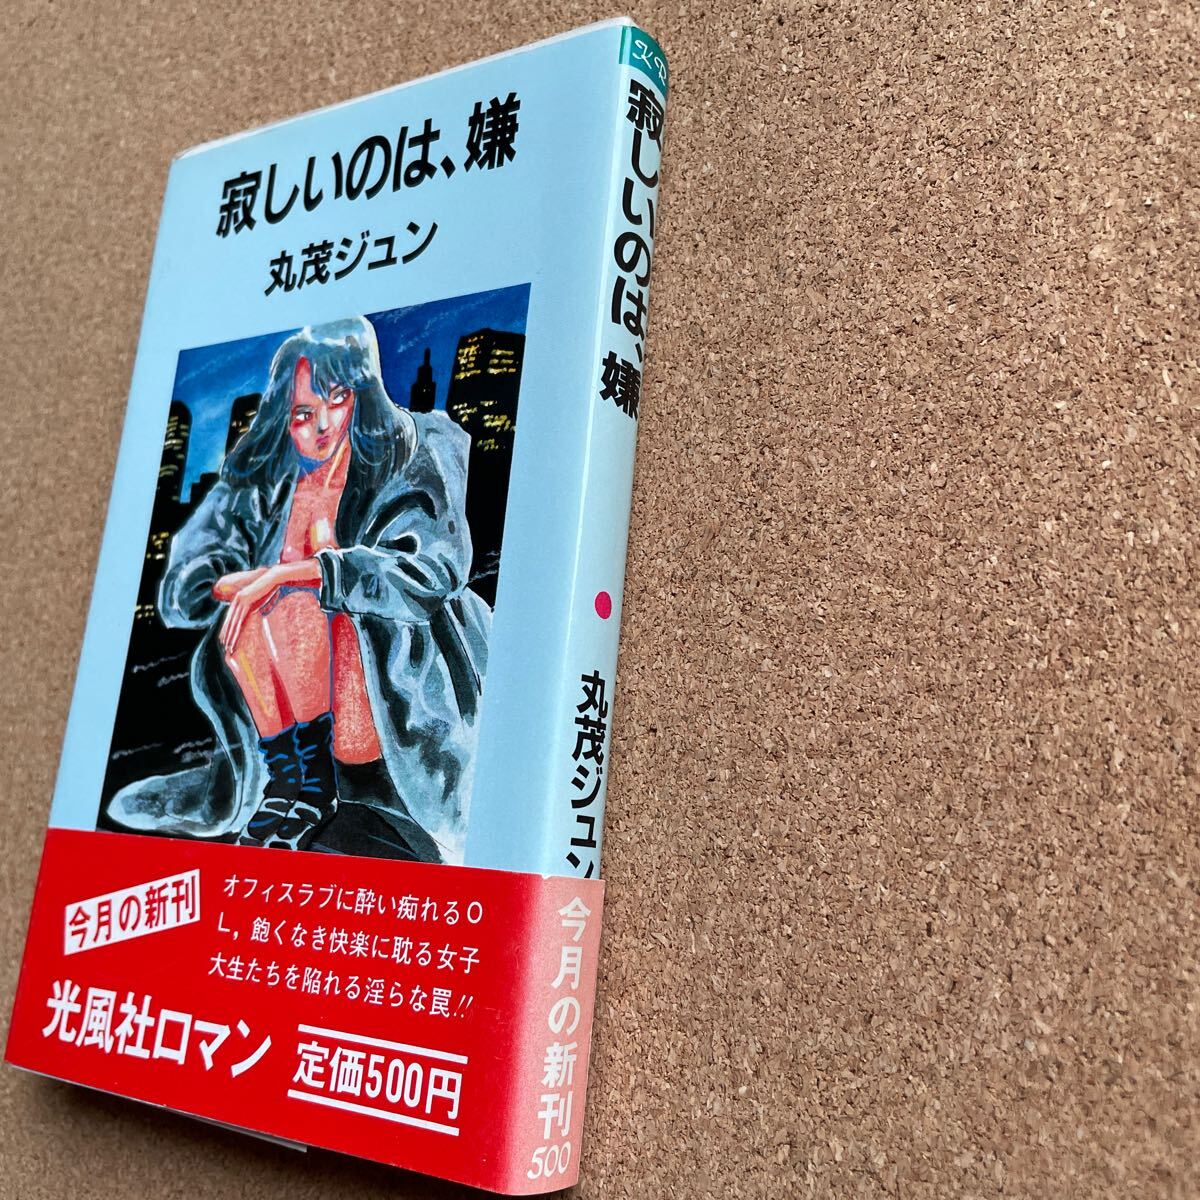 寂しいのは、嫌
丸茂ジュン
今月の新刊
オフィスラブに酔い痴れるO
L，飽くなき快楽に耽る女子
大生たちを陥れる淫らな罠!!
光風社ロマン
定価500円
KR
寂しいのは、嫌
丸茂ジュン
今月の新刊
500